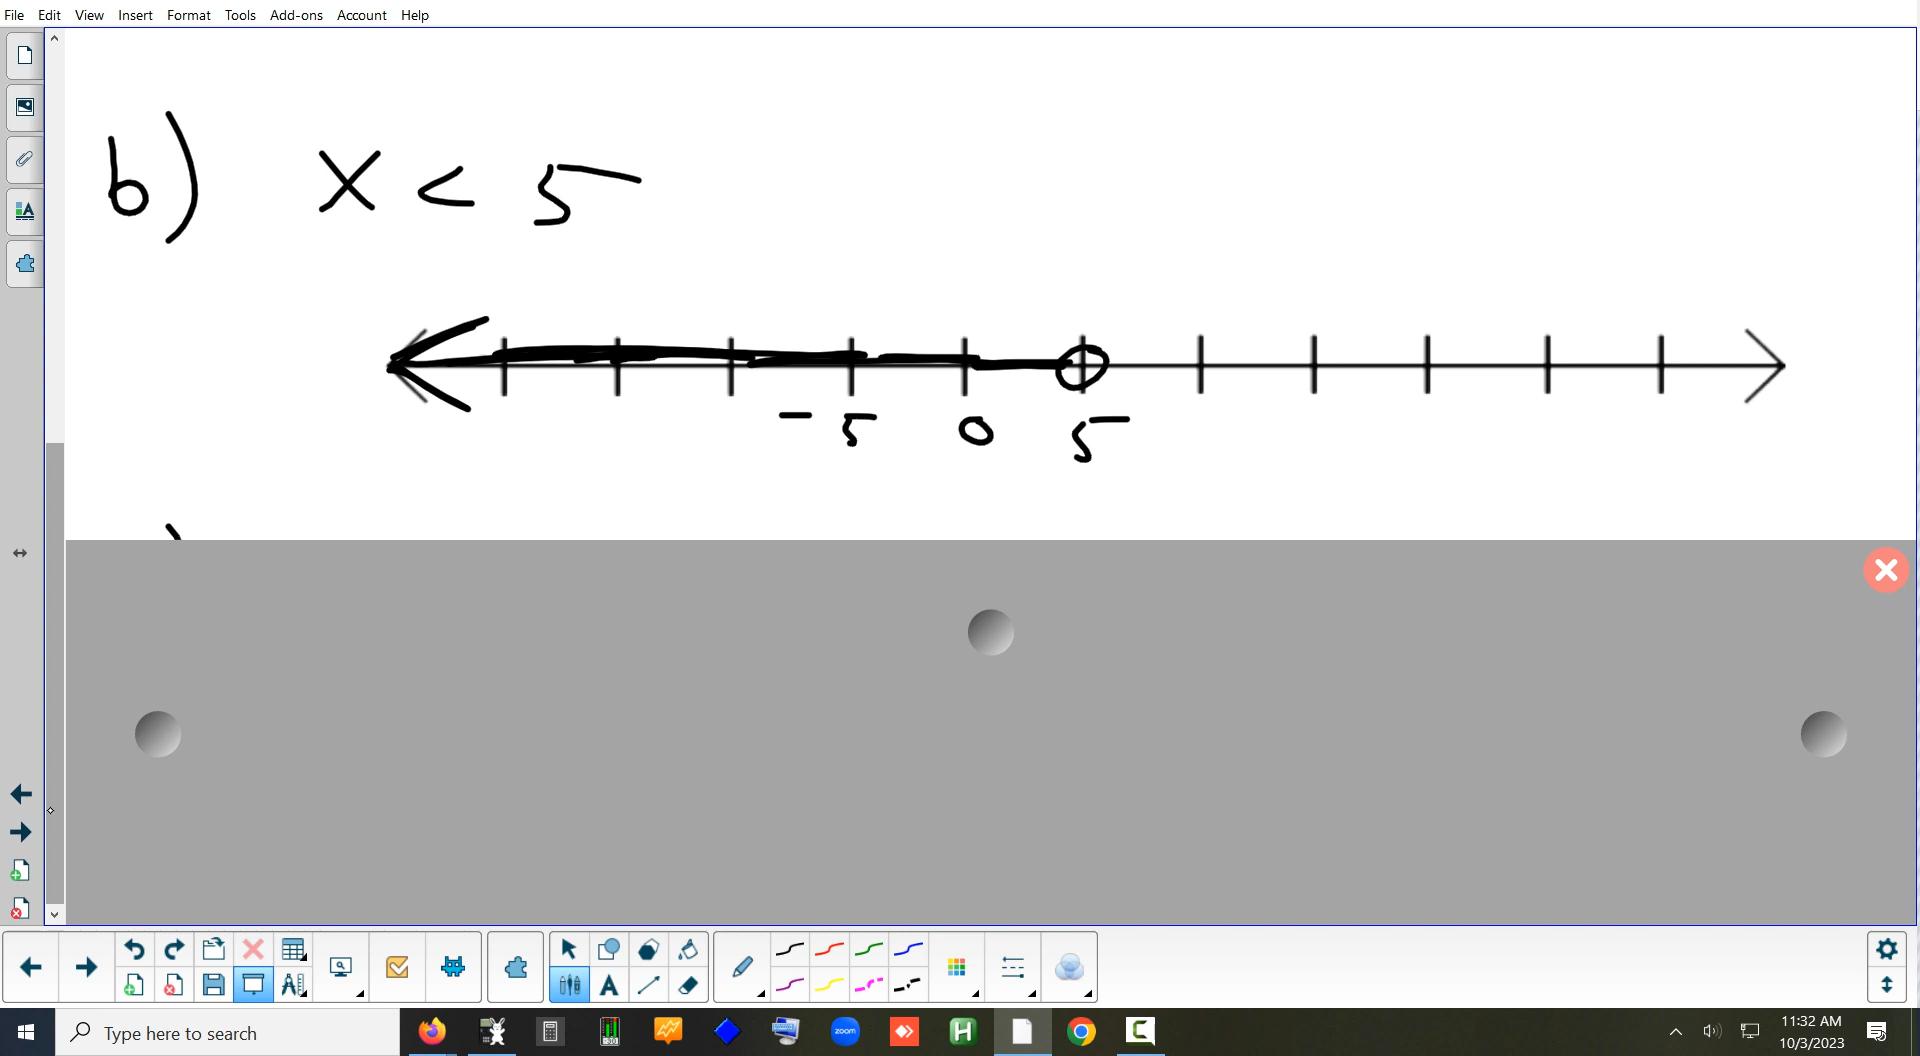 File Edit View Insert Format Tools Add-ons Account Help
b) x < 5
- 5 0 5
Type here to search
zoom
11:32 AM
10/3/2023